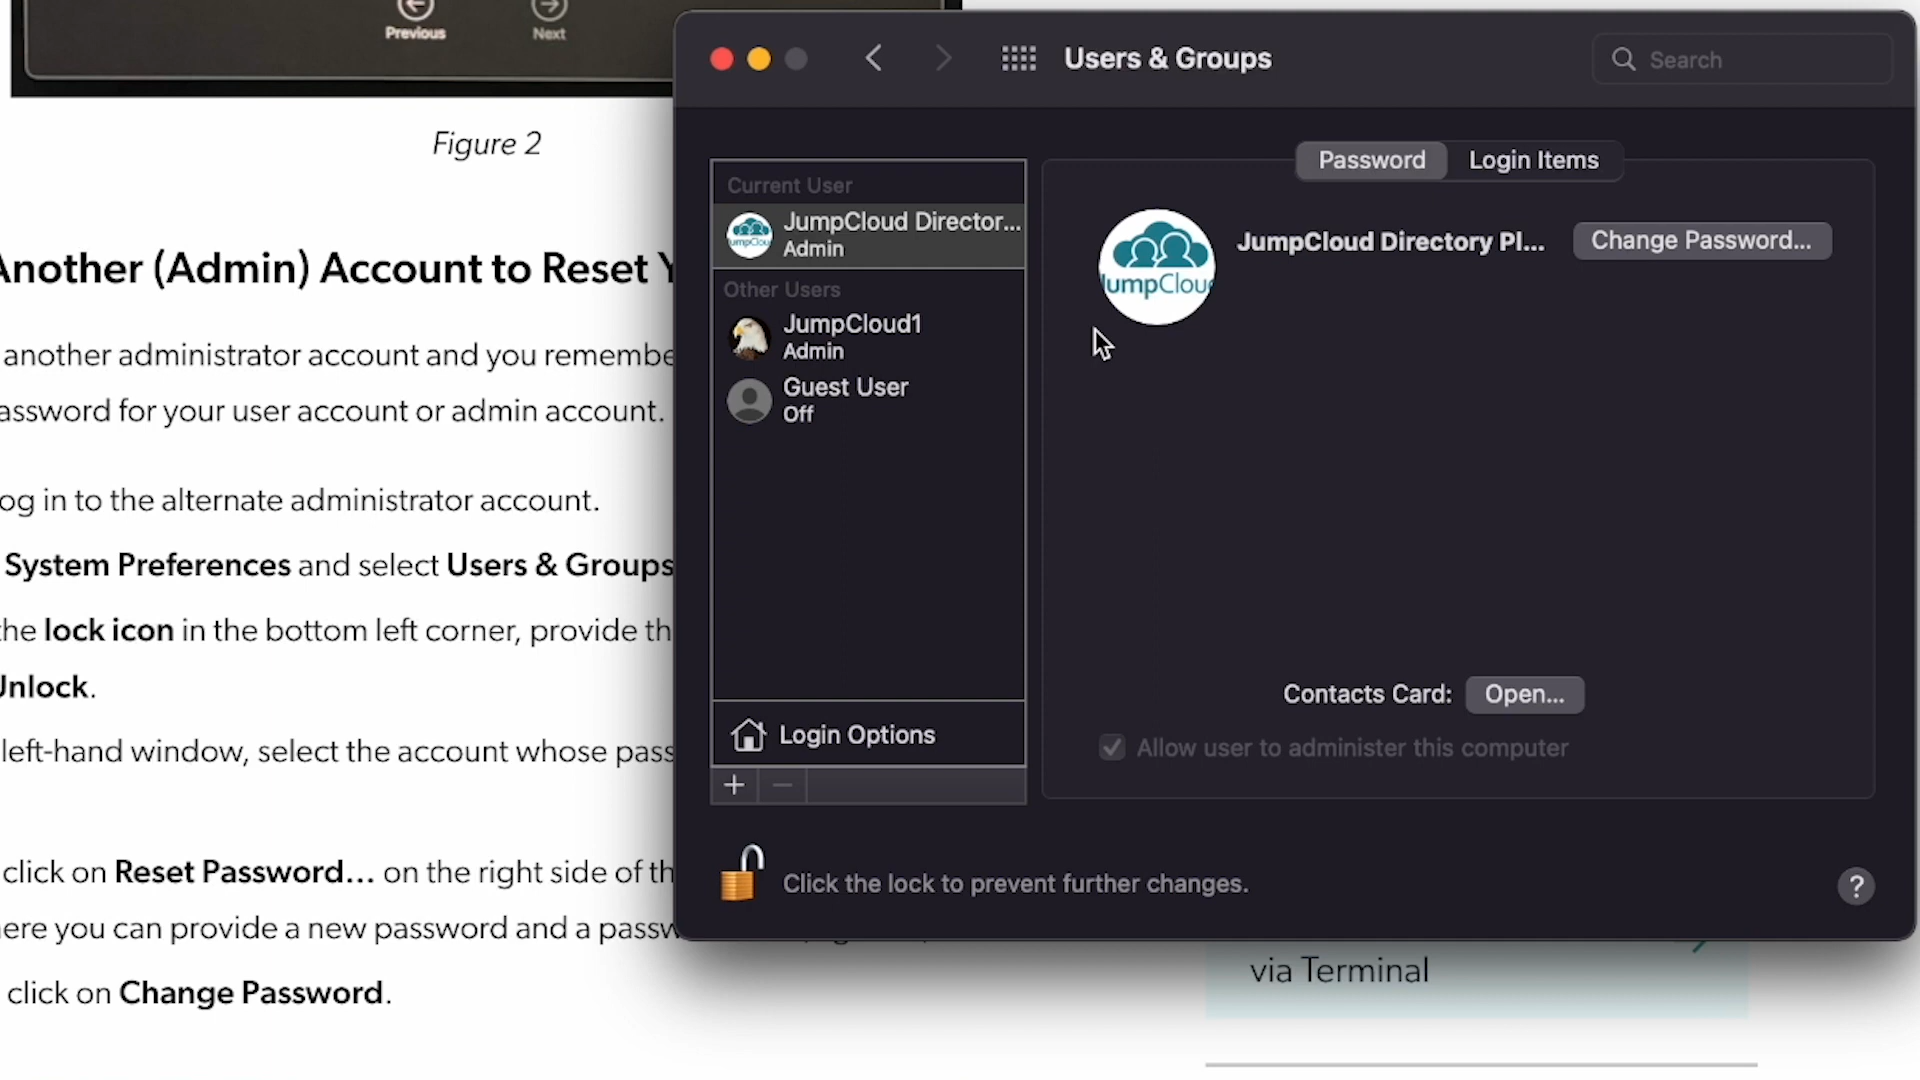 Previous
Next
Figure 2
Another (Admin) Account to Reset
another administrator account and you remembe
assword for your user account or admin account.
og in to the alternate administrator account.
System Preferences and select Users & Groups
the lock icon in the bottom left corner, provide th
Unlock.
left-hand window, select the account whose pass
click on Reset Password... on the right side of th
here you can provide a new password and a passw
click on Change Password.
Users & Groups
Search
Current User
JumpCloud Director...
Admin
Other Users
JumpCloud1
Admin
Guest User
Off
Login Options
Password
Login Items
JumpCloud
JumpCloud Directory Pl...
Change Password...
Contacts Card:
Open...
Allow user to administer this computer
Click the lock to prevent further changes.
?
via Terminal